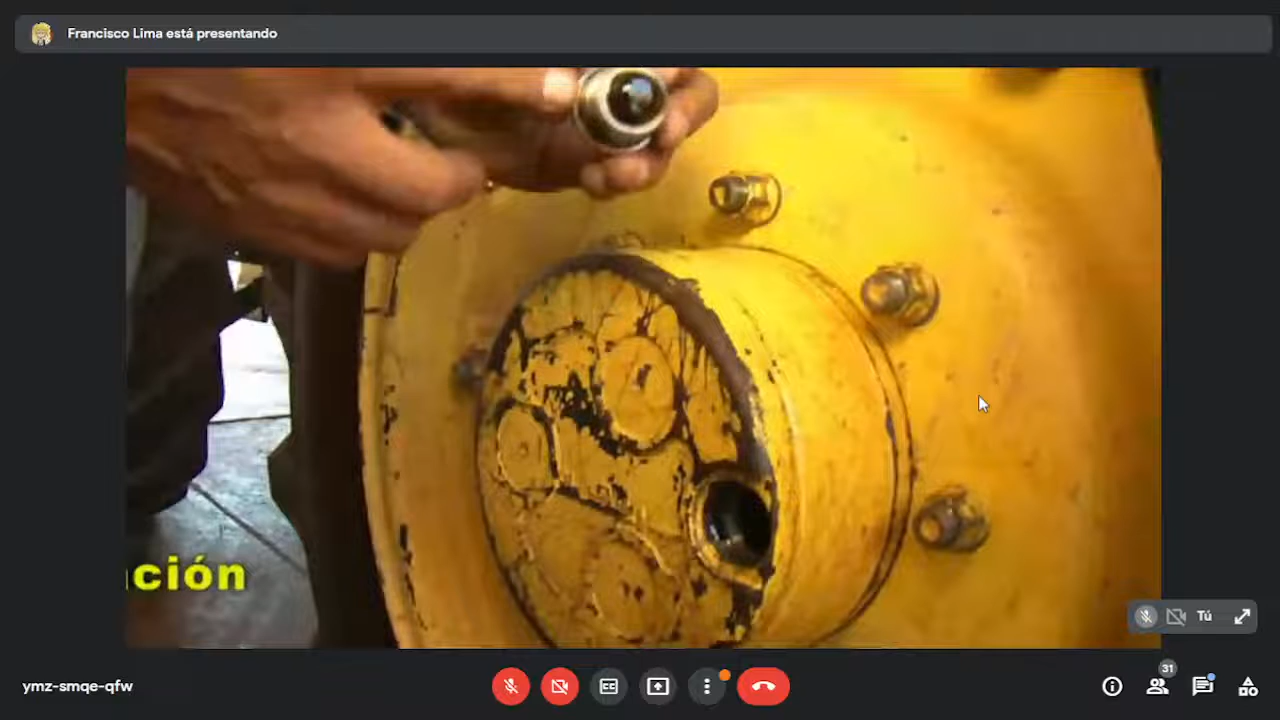 Francisco Lima está presentando
ción
Tú
31
ymz-smqe-qfw